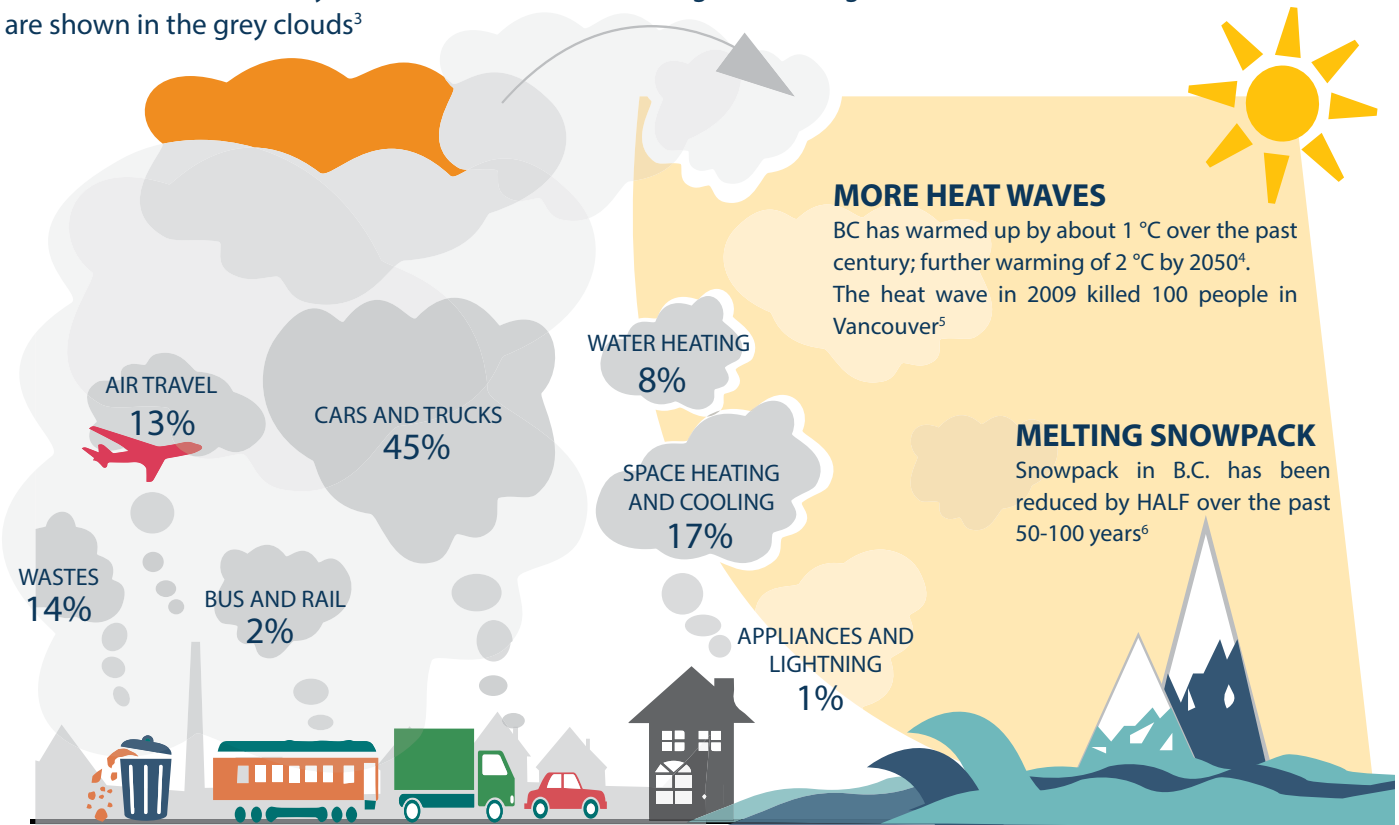 are shown in the grey clouds³
MORE HEAT WAVES
BC has warmed up by about 1 °C over the past
century; further warming of 2 °C by 2050⁴.
The heat wave in 2009 killed 100 people in
Vancouver⁵
WATER HEATING
8%
AIR TRAVEL
13%
CARS AND TRUCKS
45%
MELTING SNOWPACK
Snowpack in B.C. has been
reduced by HALF over the past
50-100 years⁶
SPACE HEATING
AND COOLING
17%
WASTES
14%
BUS AND RAIL
2%
APPLIANCES AND
LIGHTNING
1%